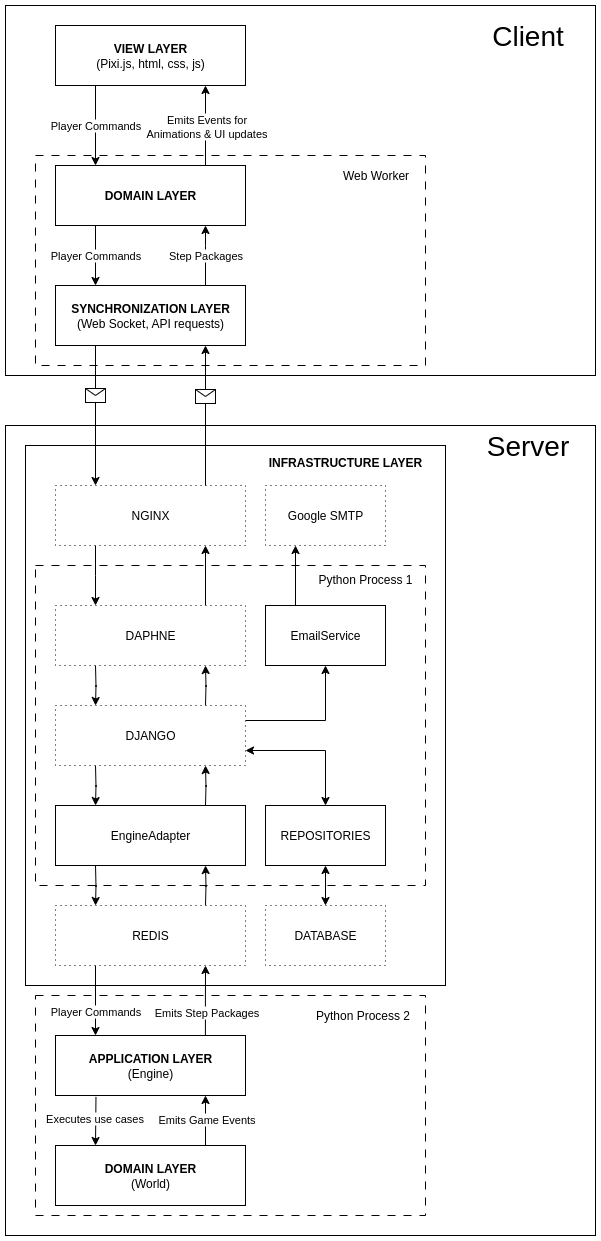 Client
VIEW LAYER
(Pixi.js, html, css, js)
Player Commands
Emits Events for
Animations & UI updates
Web Worker
DOMAIN LAYER
Player Commands
Step Packages
SYNCHRONIZATION LAYER
(Web Socket, API requests)
Server
INFRASTRUCTURE LAYER
NGINX
Google SMTP
Python Process 1
DAPHNE
EmailService
DJANGO
EngineAdapter
REPOSITORIES
REDIS
DATABASE
Player Commands
Emits Step Packages
Python Process 2
APPLICATION LAYER
(Engine)
Executes use cases
Emits Game Events
DOMAIN LAYER
(World)